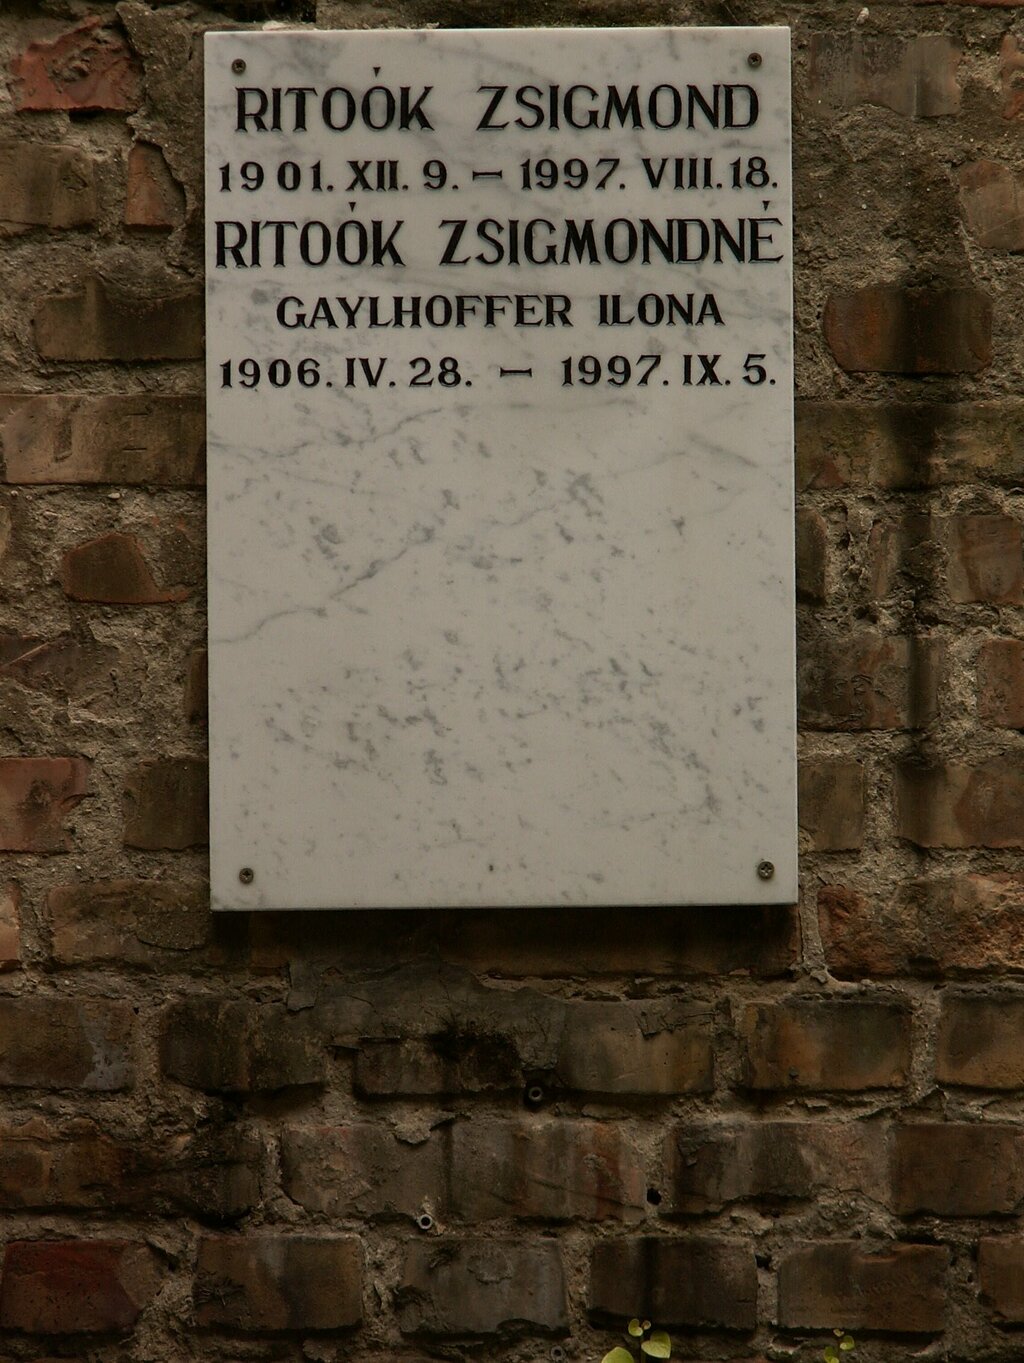 RITOÓK ZSIGMOND
1901. XII. 9. – 1997. VIII. 18.
RITOÓK ZSIGMONDNÉ
GAYLHOFFER ILONA
1906. IV. 28. – 1997. IX. 5.